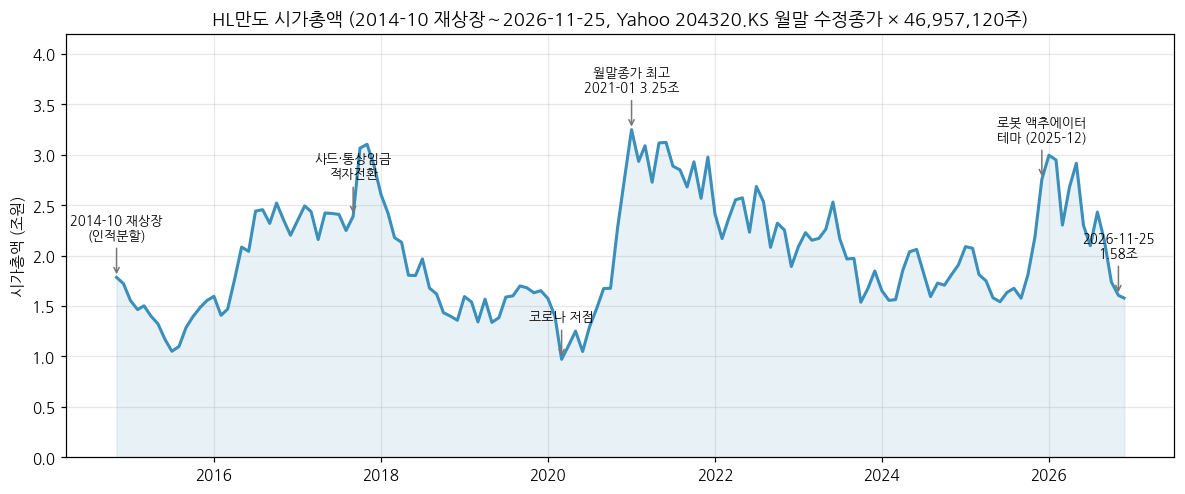 HL만도 시가총액 (2014-10 재상장~2026-11-25, Yahoo 204320.KS 월말 수정종가 × 46,957,120주)
시가총액 (조원)
4.0
3.5
3.0
2.5
2.0
1.5
1.0
0.5
0.0
2014-10 재상장
(인적분할)
사드·통상임금
적자전환
코로나 저점
월말종가 최고
2021-01 3.25조
로봇 액추에이터
테마 (2025-12)
2026-11-25
1.58조
2016
2018
2020
2022
2024
2026